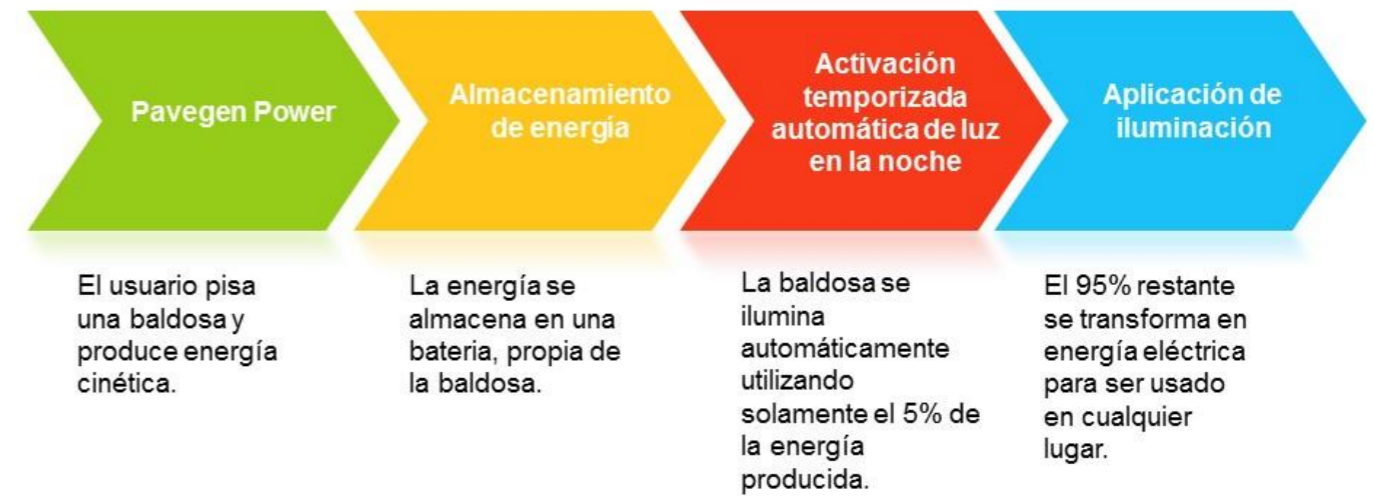 Pavegen Power
Almacenamiento
de energía
Activación
temporizada
automática de luz
en la noche
Aplicación de
iluminación
El usuario pisa
una baldosa y
produce energía
cinética.
La energía se
almacena en una
bateria, propia de
la baldosa.
La baldosa se
ilumina
automáticamente
utilizando
solamente el 5% de
la energía
producida.
El 95% restante
se transforma en
energía eléctrica
para ser usado
en cualquier
lugar.